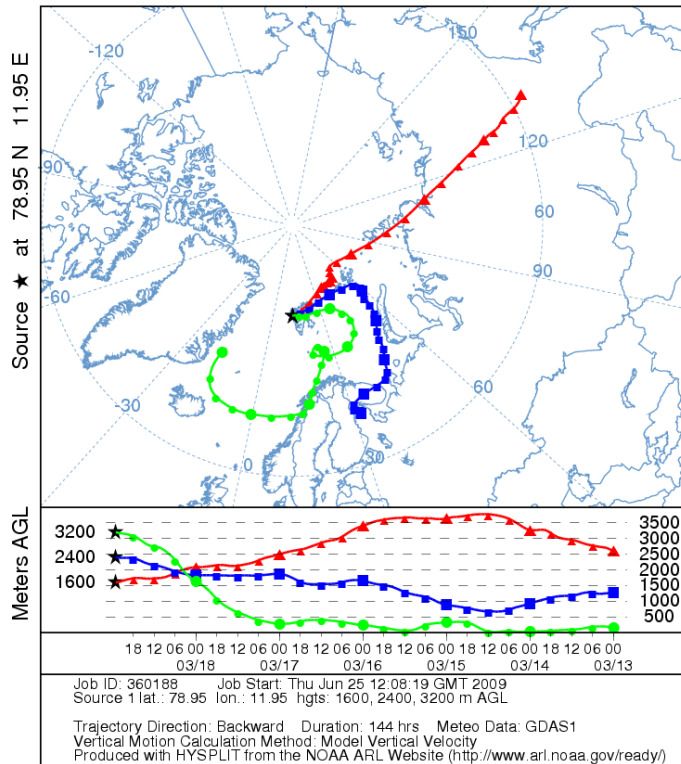 -120
150
-90
120
60
90
-60
60
-30
0
30
Source ★ at 78.95 N 11.95 E
Meters AGL
3200
2400
1600
3500
3000
2500
2000
1500
1000
500
18 12 06 00 18 12 06 00 18 12 06 00 18 12 06 00 18 12 06 00 18 12 06 00
03/18 03/17 03/16 03/15 03/14 03/13
Job ID: 360188 Job Start: Thu Jun 25 12:08:19 GMT 2009
Source 1 lat.: 78.95 lon.: 11.95 hgts: 1600, 2400, 3200 m AGL
Trajectory Direction: Backward Duration: 144 hrs Meteo Data: GDAS1
Vertical Motion Calculation Method: Model Vertical Velocity
Produced with HYSPLIT from the NOAA ARL Website (http://www.arl.noaa.gov/ready/)